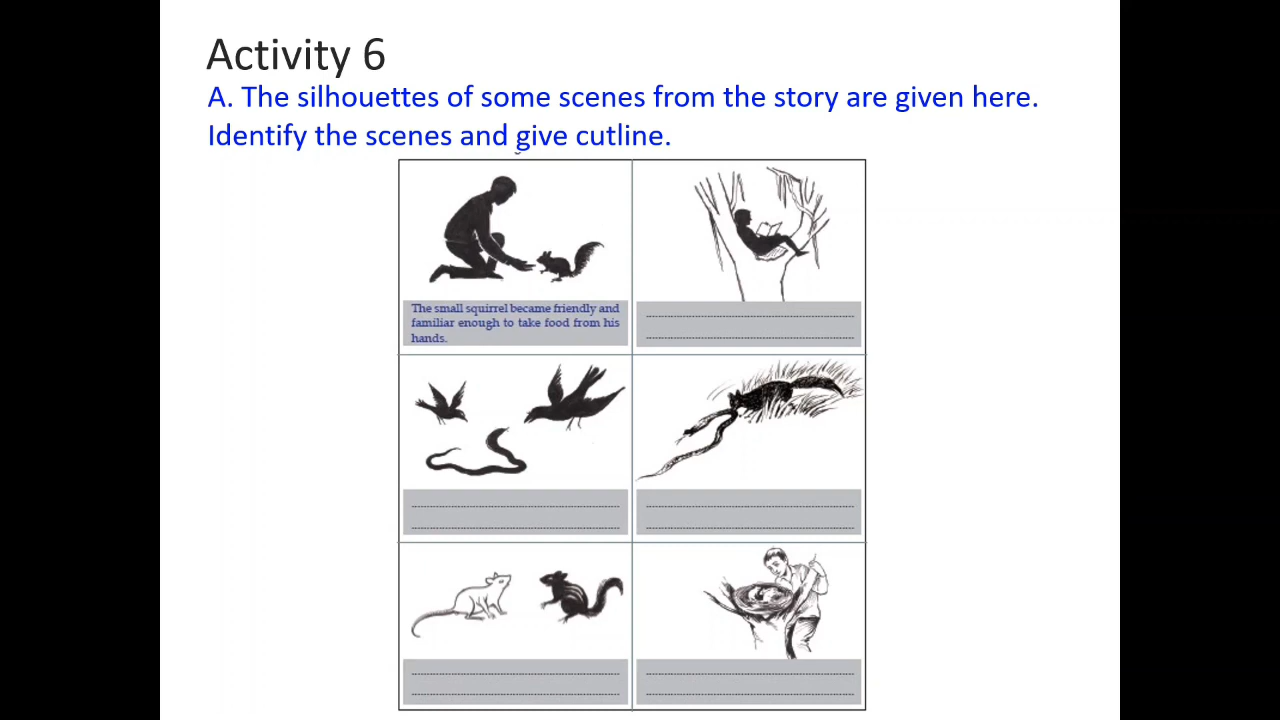 Activity 6
A. The silhouettes of some scenes from the story are given here.
Identify the scenes and give cutline.
The small squirrel became friendly and
familiar enough to take food from his
hands.